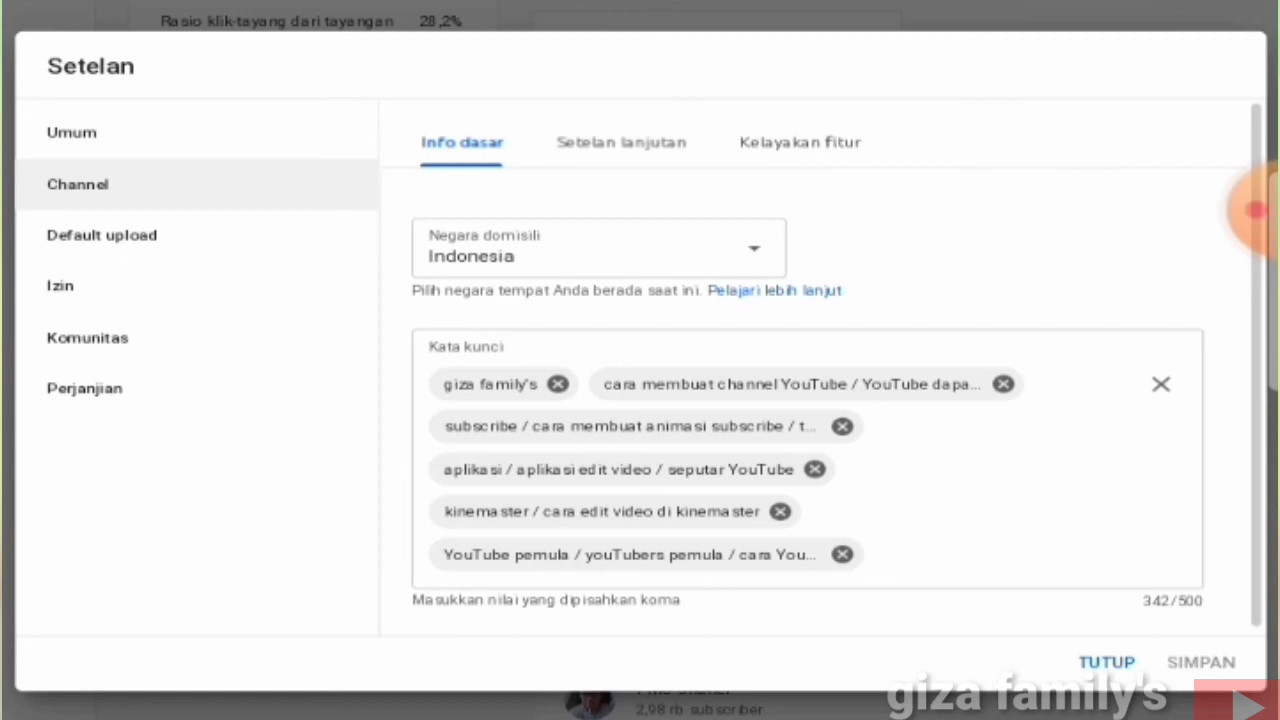 Rasio klik-tayang dari tayangan 28,2%
Setelan
Umum
Channel
Default upload
Izin
Komunitas
Perjanjian
Info dasar Setelan lanjutan Kelayakan fitur
Negara domisili
Indonesia
Pilih negara tempat Anda berada saat ini. Pelajari lebih lanjut
Kata kunci
giza family's cara membuat channel YouTube / YouTube dapa...
subscribe / cara membuat animasi subscribe / t...
aplikasi / aplikasi edit video / seputar YouTube
kinemaster / cara edit video di kinemaster
YouTube pemula / youTubers pemula / cara You...
Masukkan nilai yang dipisahkan koma 342/500
TUTUP SIMPAN
giza family's
2,98 rb subscriber